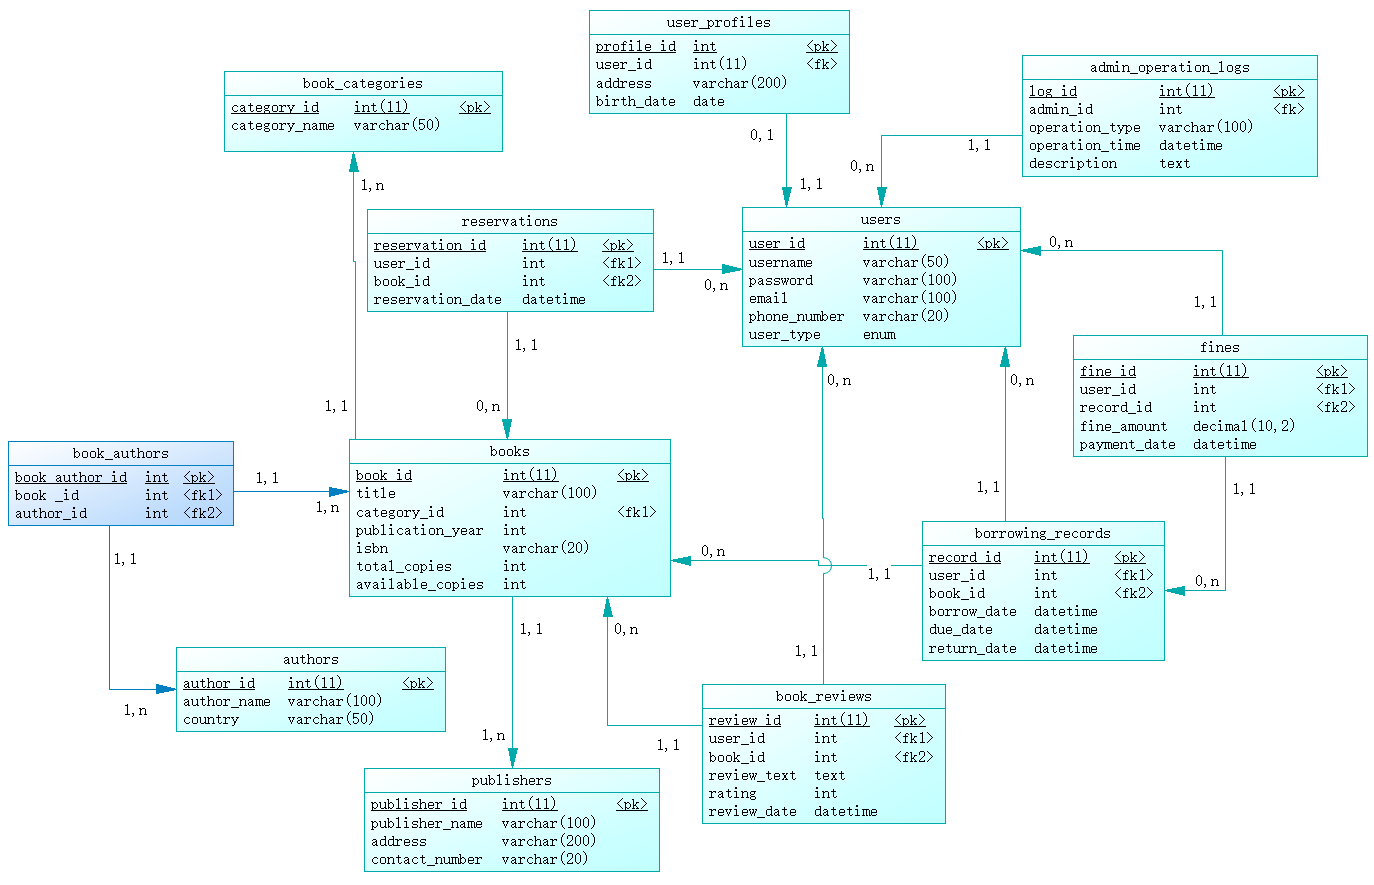 user_profiles
profile_id int <pk>
user_id int(11) <fk>
address varchar(200)
birth_date date
0,1
1,1
admin_operation_logs
log_id int(11) <pk>
admin_id int <fk>
operation_type varchar(100)
operation_time datetime
description text
1,1
0,n
book_categories
category_id int(11) <pk>
category_name varchar(50)
1,n
1,1
reservations
reservation_id int(11) <pk>
user_id int <fk1>
book_id int <fk2>
reservation_date datetime
1,1
0,n
1,1
0,n
users
user_id int(11) <pk>
username varchar(50)
password varchar(100)
email varchar(100)
phone_number varchar(20)
user_type enum
0,n
1,1
0,n
0,n
fines
fine_id int(11) <pk>
user_id int <fk1>
record_id int <fk2>
fine_amount decimal(10,2)
payment_date datetime
1,1
0,n
book_authors
book_author_id int <pk>
book _id int <fk1>
author_id int <fk2>
1,1
1,n
1,1
1,n
books
book_id int(11) <pk>
title varchar(100)
category_id int <fk1>
publication_year int
isbn varchar(20)
total_copies int
available_copies int
0,n
1,1
1,1
borrowing_records
record_id int(11) <pk>
user_id int <fk1>
book_id int <fk2>
borrow_date datetime
due_date datetime
return_date datetime
1,1
1,n
0,n
1,1
1,1
authors
author_id int(11) <pk>
author_name varchar(100)
country varchar(50)
book_reviews
review_id int(11) <pk>
user_id int <fk1>
book_id int <fk2>
review_text text
rating int
review_date datetime
publishers
publisher_id int(11) <pk>
publisher_name varchar(100)
address varchar(200)
contact_number varchar(20)